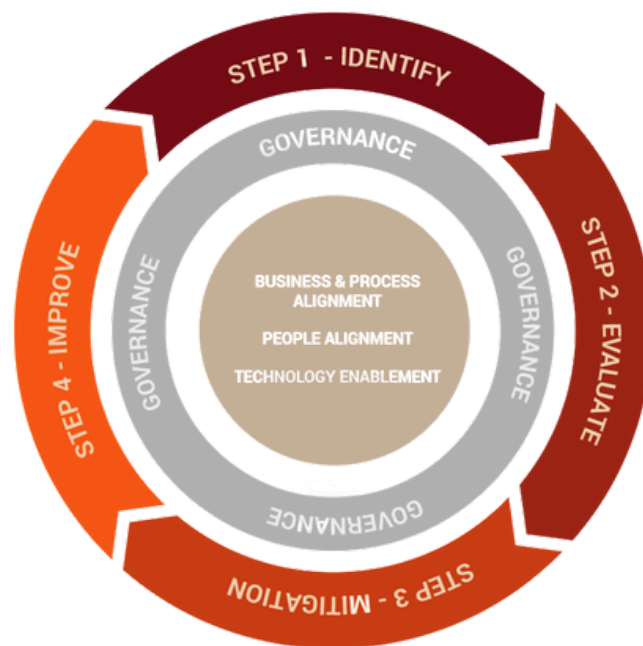 STEP 1 - IDENTIFY
STEP 2 - EVALUATE
STEP 3 - MITIGATION
STEP 4 - IMPROVE
GOVERNANCE
GOVERNANCE
GOVERNANCE
GOVERNANCE
BUSINESS & PROCESS
ALIGNMENT
PEOPLE ALIGNMENT
TECHNOLOGY ENABLEMENT